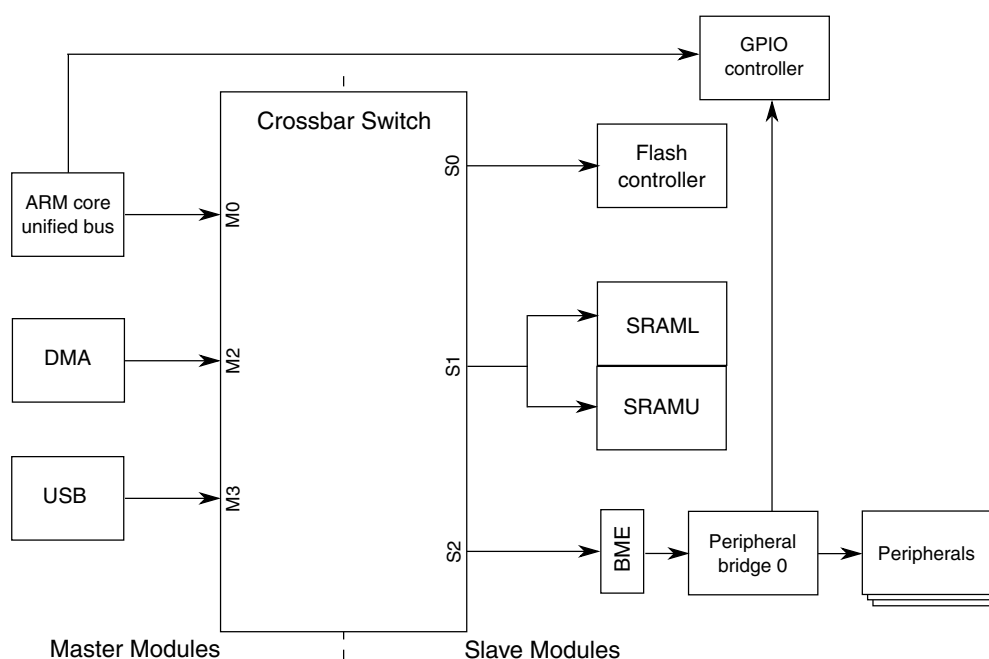 GPIO
controller
Crossbar Switch
S0
Flash
controller
ARM core
unified bus
M0
SRAML
DMA
M2
S1
SRAMU
USB
M3
S2
BME
Peripheral
bridge 0
Peripherals
Master Modules
Slave Modules